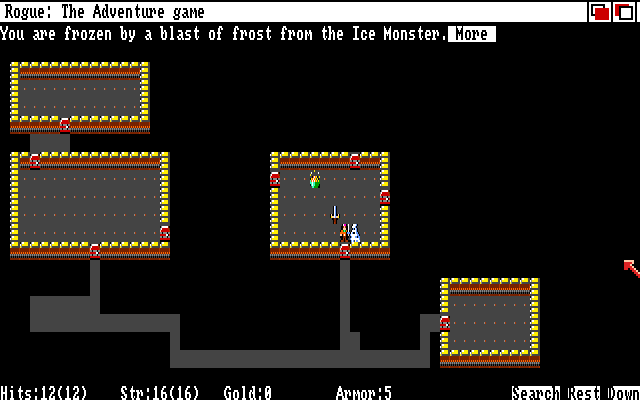 Rogue: The Adventure game
You are frozen by a blast of frost from the Ice Monster. More
Hits:12(12) Str:16(16) Gold:0 Armor:5 Search Rest Down